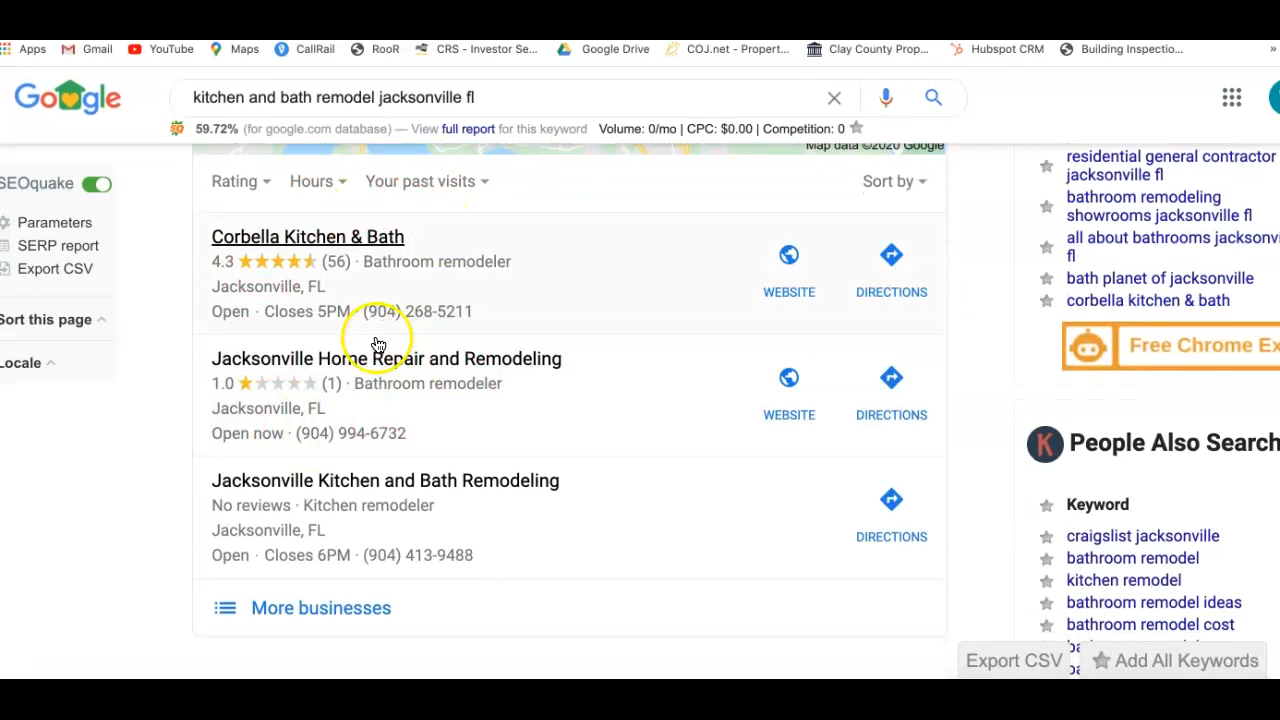 Apps Gmail YouTube Maps CallRail RooR CRS - Investor Se... Google Drive COJ.net - Propert... Clay County Prop... Hubspot CRM Building Inspectio... »
Google kitchen and bath remodel jacksonville fl
59.72% (for google.com database) — View full report for this keyword Volume: 0/mo | CPC: $0.00 | Competition: 0
Map data ©2020 Google
SEOquake
Parameters
SERP report
Export CSV
Sort this page
Locale
Rating Hours Your past visits Sort by
Corbella Kitchen & Bath
4.3 (56) · Bathroom remodeler
Jacksonville, FL
Open · Closes 5PM · (904) 268-5211
WEBSITE DIRECTIONS
Jacksonville Home Repair and Remodeling
1.0 (1) · Bathroom remodeler
Jacksonville, FL
Open now · (904) 994-6732
WEBSITE DIRECTIONS
Jacksonville Kitchen and Bath Remodeling
No reviews · Kitchen remodeler
Jacksonville, FL
Open · Closes 6PM · (904) 413-9488
DIRECTIONS
More businesses
residential general contractor
jacksonville fl
bathroom remodeling
showrooms jacksonville fl
all about bathrooms jacksonvi
fl
bath planet of jacksonville
corbella kitchen & bath
Free Chrome Ex
K People Also Search
Keyword
craigslist jacksonville
bathroom remodel
kitchen remodel
bathroom remodel ideas
bathroom remodel cost
Export CSV Add All Keywords